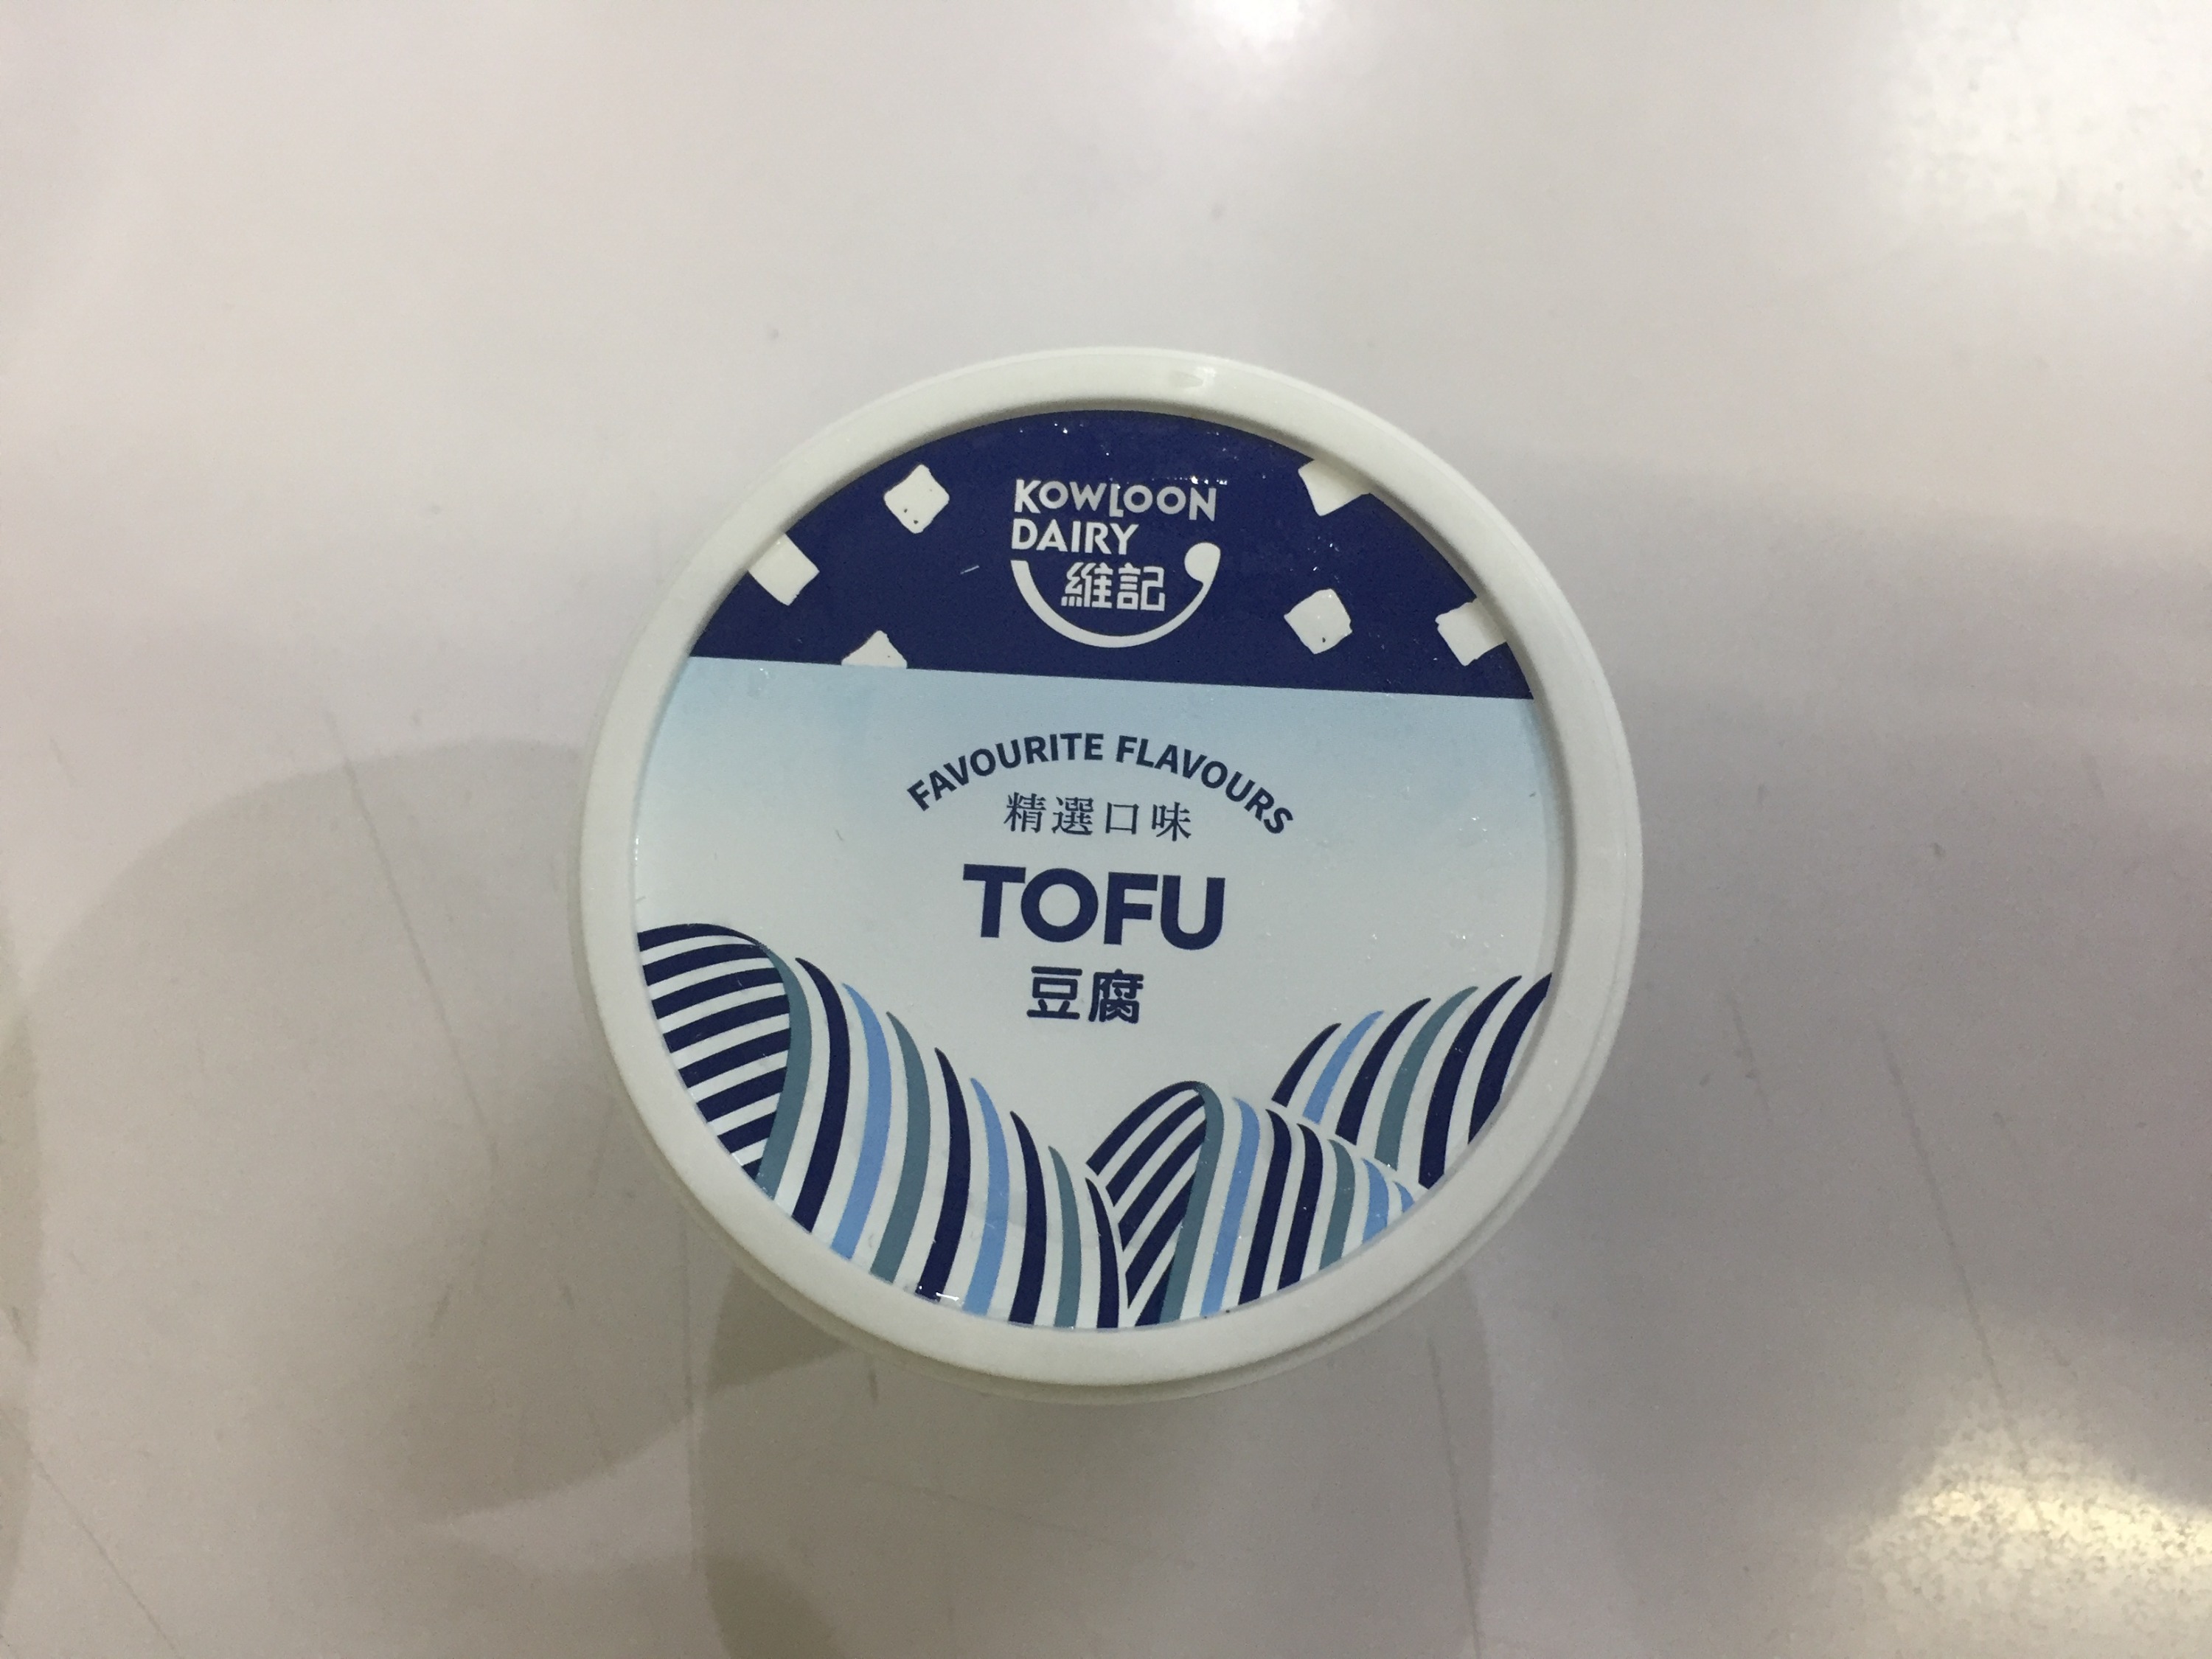 KOWLOON
DAIRY
維記
FAVOURITE FLAVOURS
精選口味
TOFU
豆腐